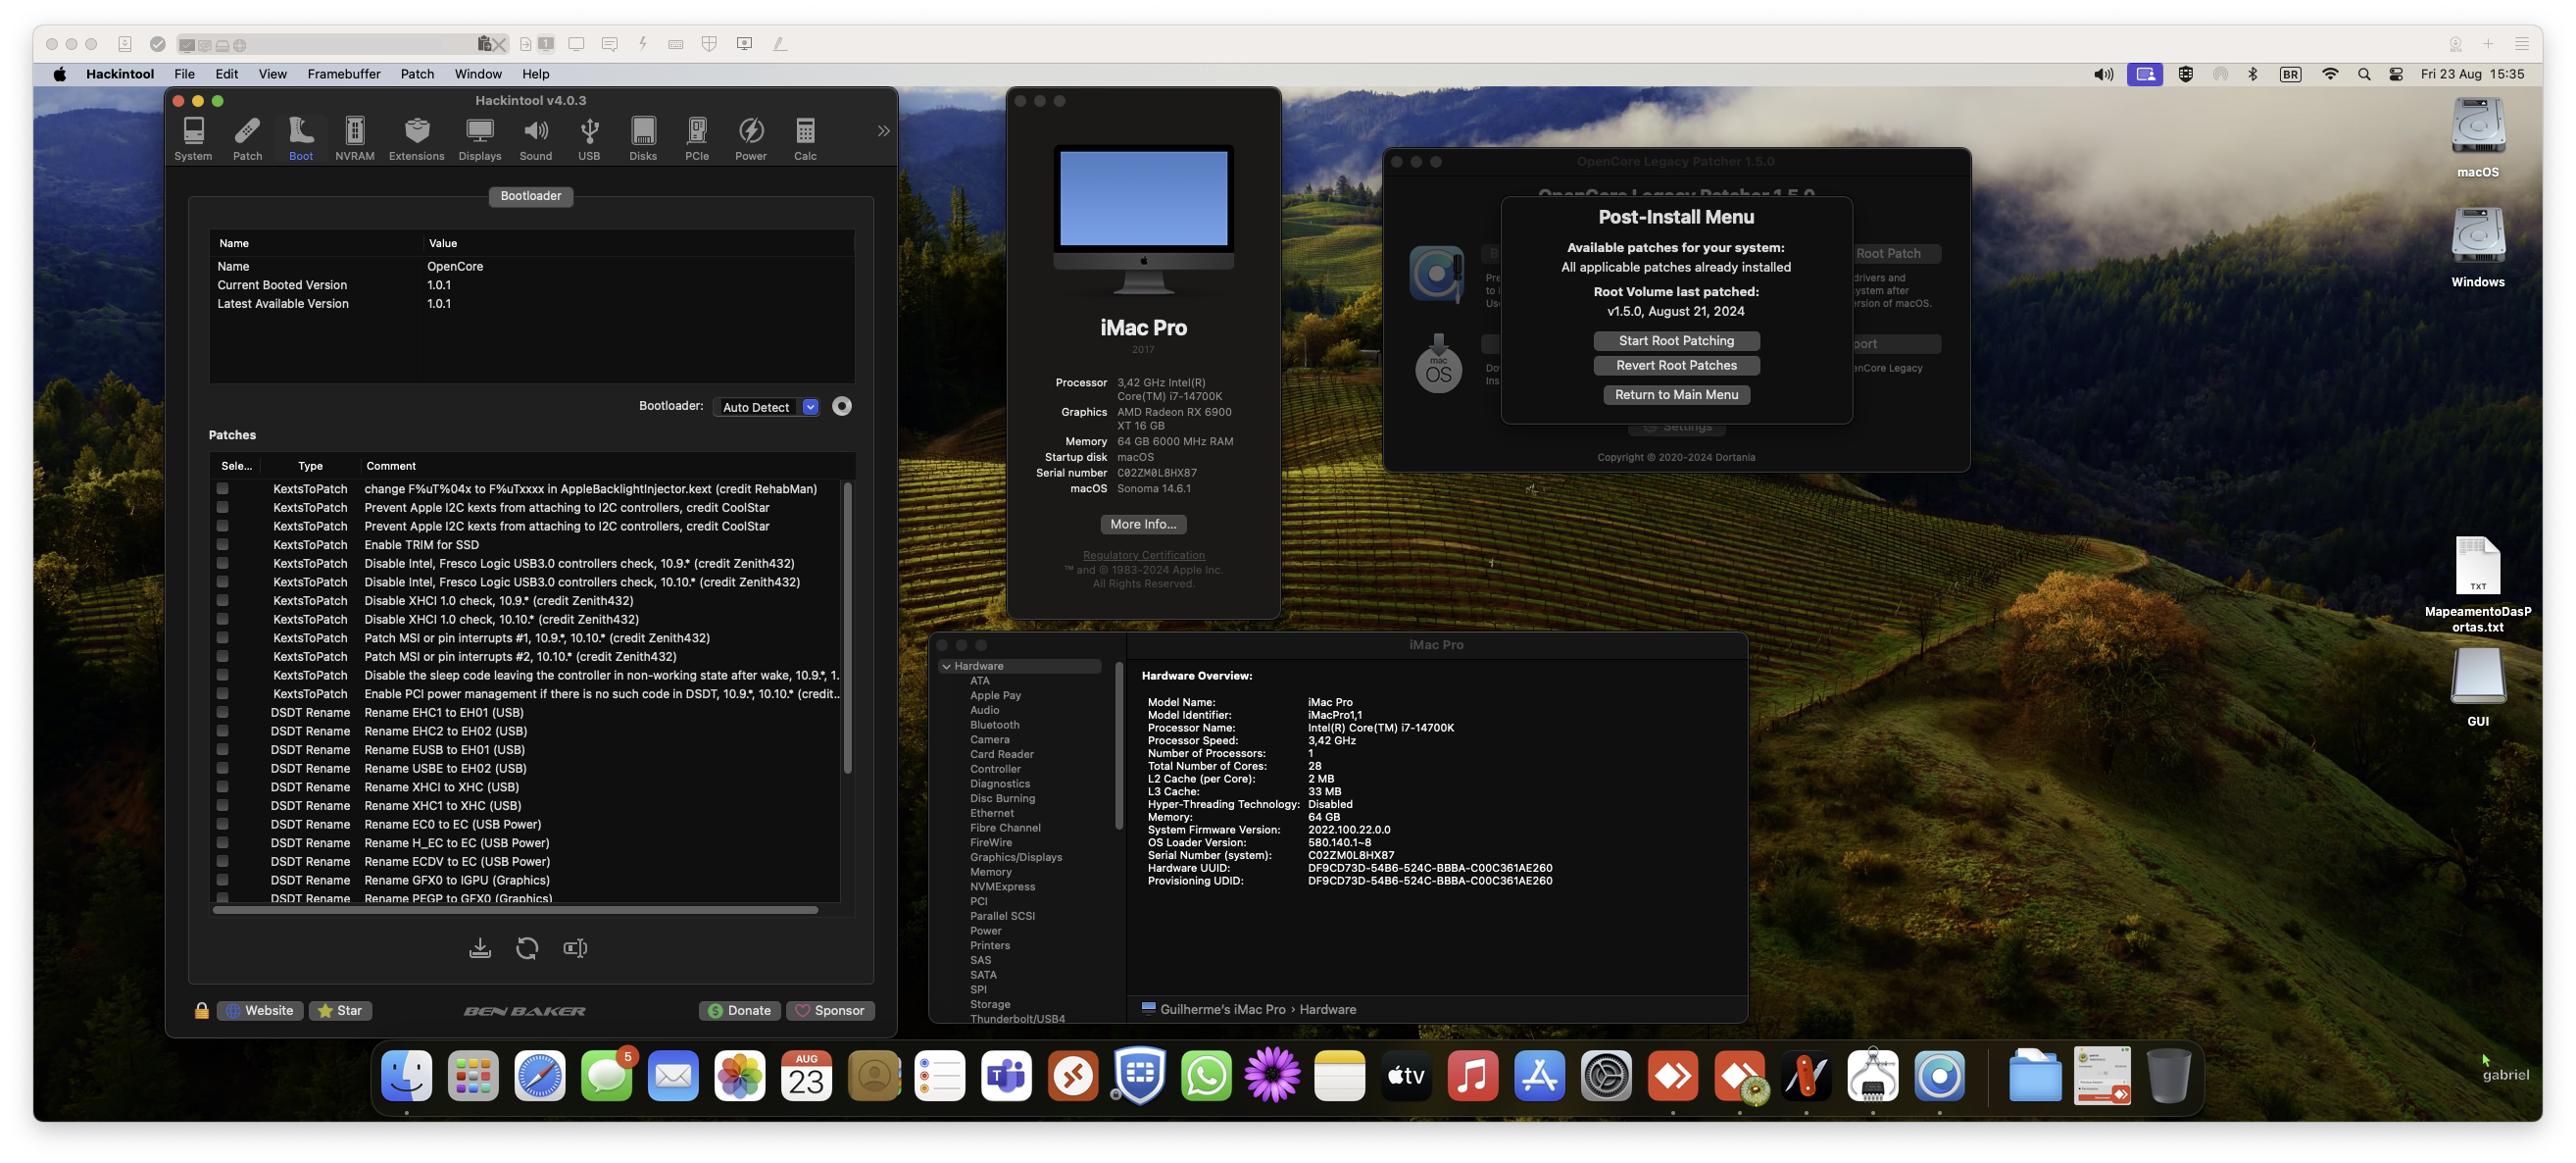 1
Hackintool File Edit View Framebuffer Patch Window Help
BR Fri 23 Aug 15:35
Hackintool v4.0.3
System Patch Boot NVRAM Extensions Displays Sound USB Disks PCIe Power Calc
Bootloader
Name Value
Name OpenCore
Current Booted Version 1.0.1
Latest Available Version 1.0.1
Bootloader: Auto Detect
Patches
Sele... Type Comment
KextsToPatch change F%uT%04x to F%uTxxxx in AppleBacklightInjector.kext (credit RehabMan)
KextsToPatch Prevent Apple I2C kexts from attaching to I2C controllers, credit CoolStar
KextsToPatch Prevent Apple I2C kexts from attaching to I2C controllers, credit CoolStar
KextsToPatch Enable TRIM for SSD
KextsToPatch Disable Intel, Fresco Logic USB3.0 controllers check, 10.9.* (credit Zenith432)
KextsToPatch Disable Intel, Fresco Logic USB3.0 controllers check, 10.10.* (credit Zenith432)
KextsToPatch Disable XHCI 1.0 check, 10.9.* (credit Zenith432)
KextsToPatch Disable XHCI 1.0 check, 10.10.* (credit Zenith432)
KextsToPatch Patch MSI or pin interrupts #1, 10.9.*, 10.10.* (credit Zenith432)
KextsToPatch Patch MSI or pin interrupts #2, 10.10.* (credit Zenith432)
KextsToPatch Disable the sleep code leaving the controller in non-working state after wake, 10.9.*, 1.
KextsToPatch Enable PCI power management if there is no such code in DSDT, 10.9.*, 10.10.* (credit..
DSDT Rename Rename EHC1 to EH01 (USB)
DSDT Rename Rename EHC2 to EH02 (USB)
DSDT Rename Rename EUSB to EH01 (USB)
DSDT Rename Rename USBE to EH02 (USB)
DSDT Rename Rename XHCI to XHC (USB)
DSDT Rename Rename XHC1 to XHC (USB)
DSDT Rename Rename EC0 to EC (USB Power)
DSDT Rename Rename H_EC to EC (USB Power)
DSDT Rename Rename ECDV to EC (USB Power)
DSDT Rename Rename GFX0 to IGPU (Graphics)
DSDT Rename Rename PEGP to GFX0 (Graphics)
Website Star BEN BAKER Donate Sponsor
iMac Pro
2017
Processor 3,42 GHz Intel(R)
Core(TM) i7-14700K
Graphics AMD Radeon RX 6900
XT 16 GB
Memory 64 GB 6000 MHz RAM
Startup disk macOS
Serial number C02ZM0L8HX87
macOS Sonoma 14.6.1
More Info...
Regulatory Certification
™ and © 1983-2024 Apple Inc.
All Rights Reserved.
OpenCore Legacy Patcher 1.5.0
OpenCore Legacy Patcher 1.5.0
Post-Install Menu
Available patches for your system:
All applicable patches already installed
Root Volume last patched:
v1.5.0, August 21, 2024
Start Root Patching
Revert Root Patches
Return to Main Menu
Root Patch
drivers and
system after
version of macOS.
mac
OS
Settings
Copyright © 2020-2024 Dortania
iMac Pro
Hardware
ATA
Apple Pay
Audio
Bluetooth
Camera
Card Reader
Controller
Diagnostics
Disc Burning
Ethernet
Fibre Channel
FireWire
Graphics/Displays
Memory
NVMExpress
PCI
Parallel SCSI
Power
Printers
SAS
SATA
SPI
Storage
Thunderbolt/USB4
Hardware Overview:
Model Name: iMac Pro
Model Identifier: iMacPro1,1
Processor Name: Intel(R) Core(TM) i7-14700K
Processor Speed: 3,42 GHz
Number of Processors: 1
Total Number of Cores: 28
L2 Cache (per Core): 2 MB
L3 Cache: 33 MB
Hyper-Threading Technology: Disabled
Memory: 64 GB
System Firmware Version: 2022.100.22.0.0
OS Loader Version: 580.140.1~8
Serial Number (system): C02ZM0L8HX87
Hardware UUID: DF9CD73D-54B6-524C-BBBA-C00C361AE260
Provisioning UDID: DF9CD73D-54B6-524C-BBBA-C00C361AE260
Guilherme's iMac Pro › Hardware
macOS
Windows
TXT
MapeamentoDasP
ortas.txt
GUI
gabriel
5
AUG
23
T
tv